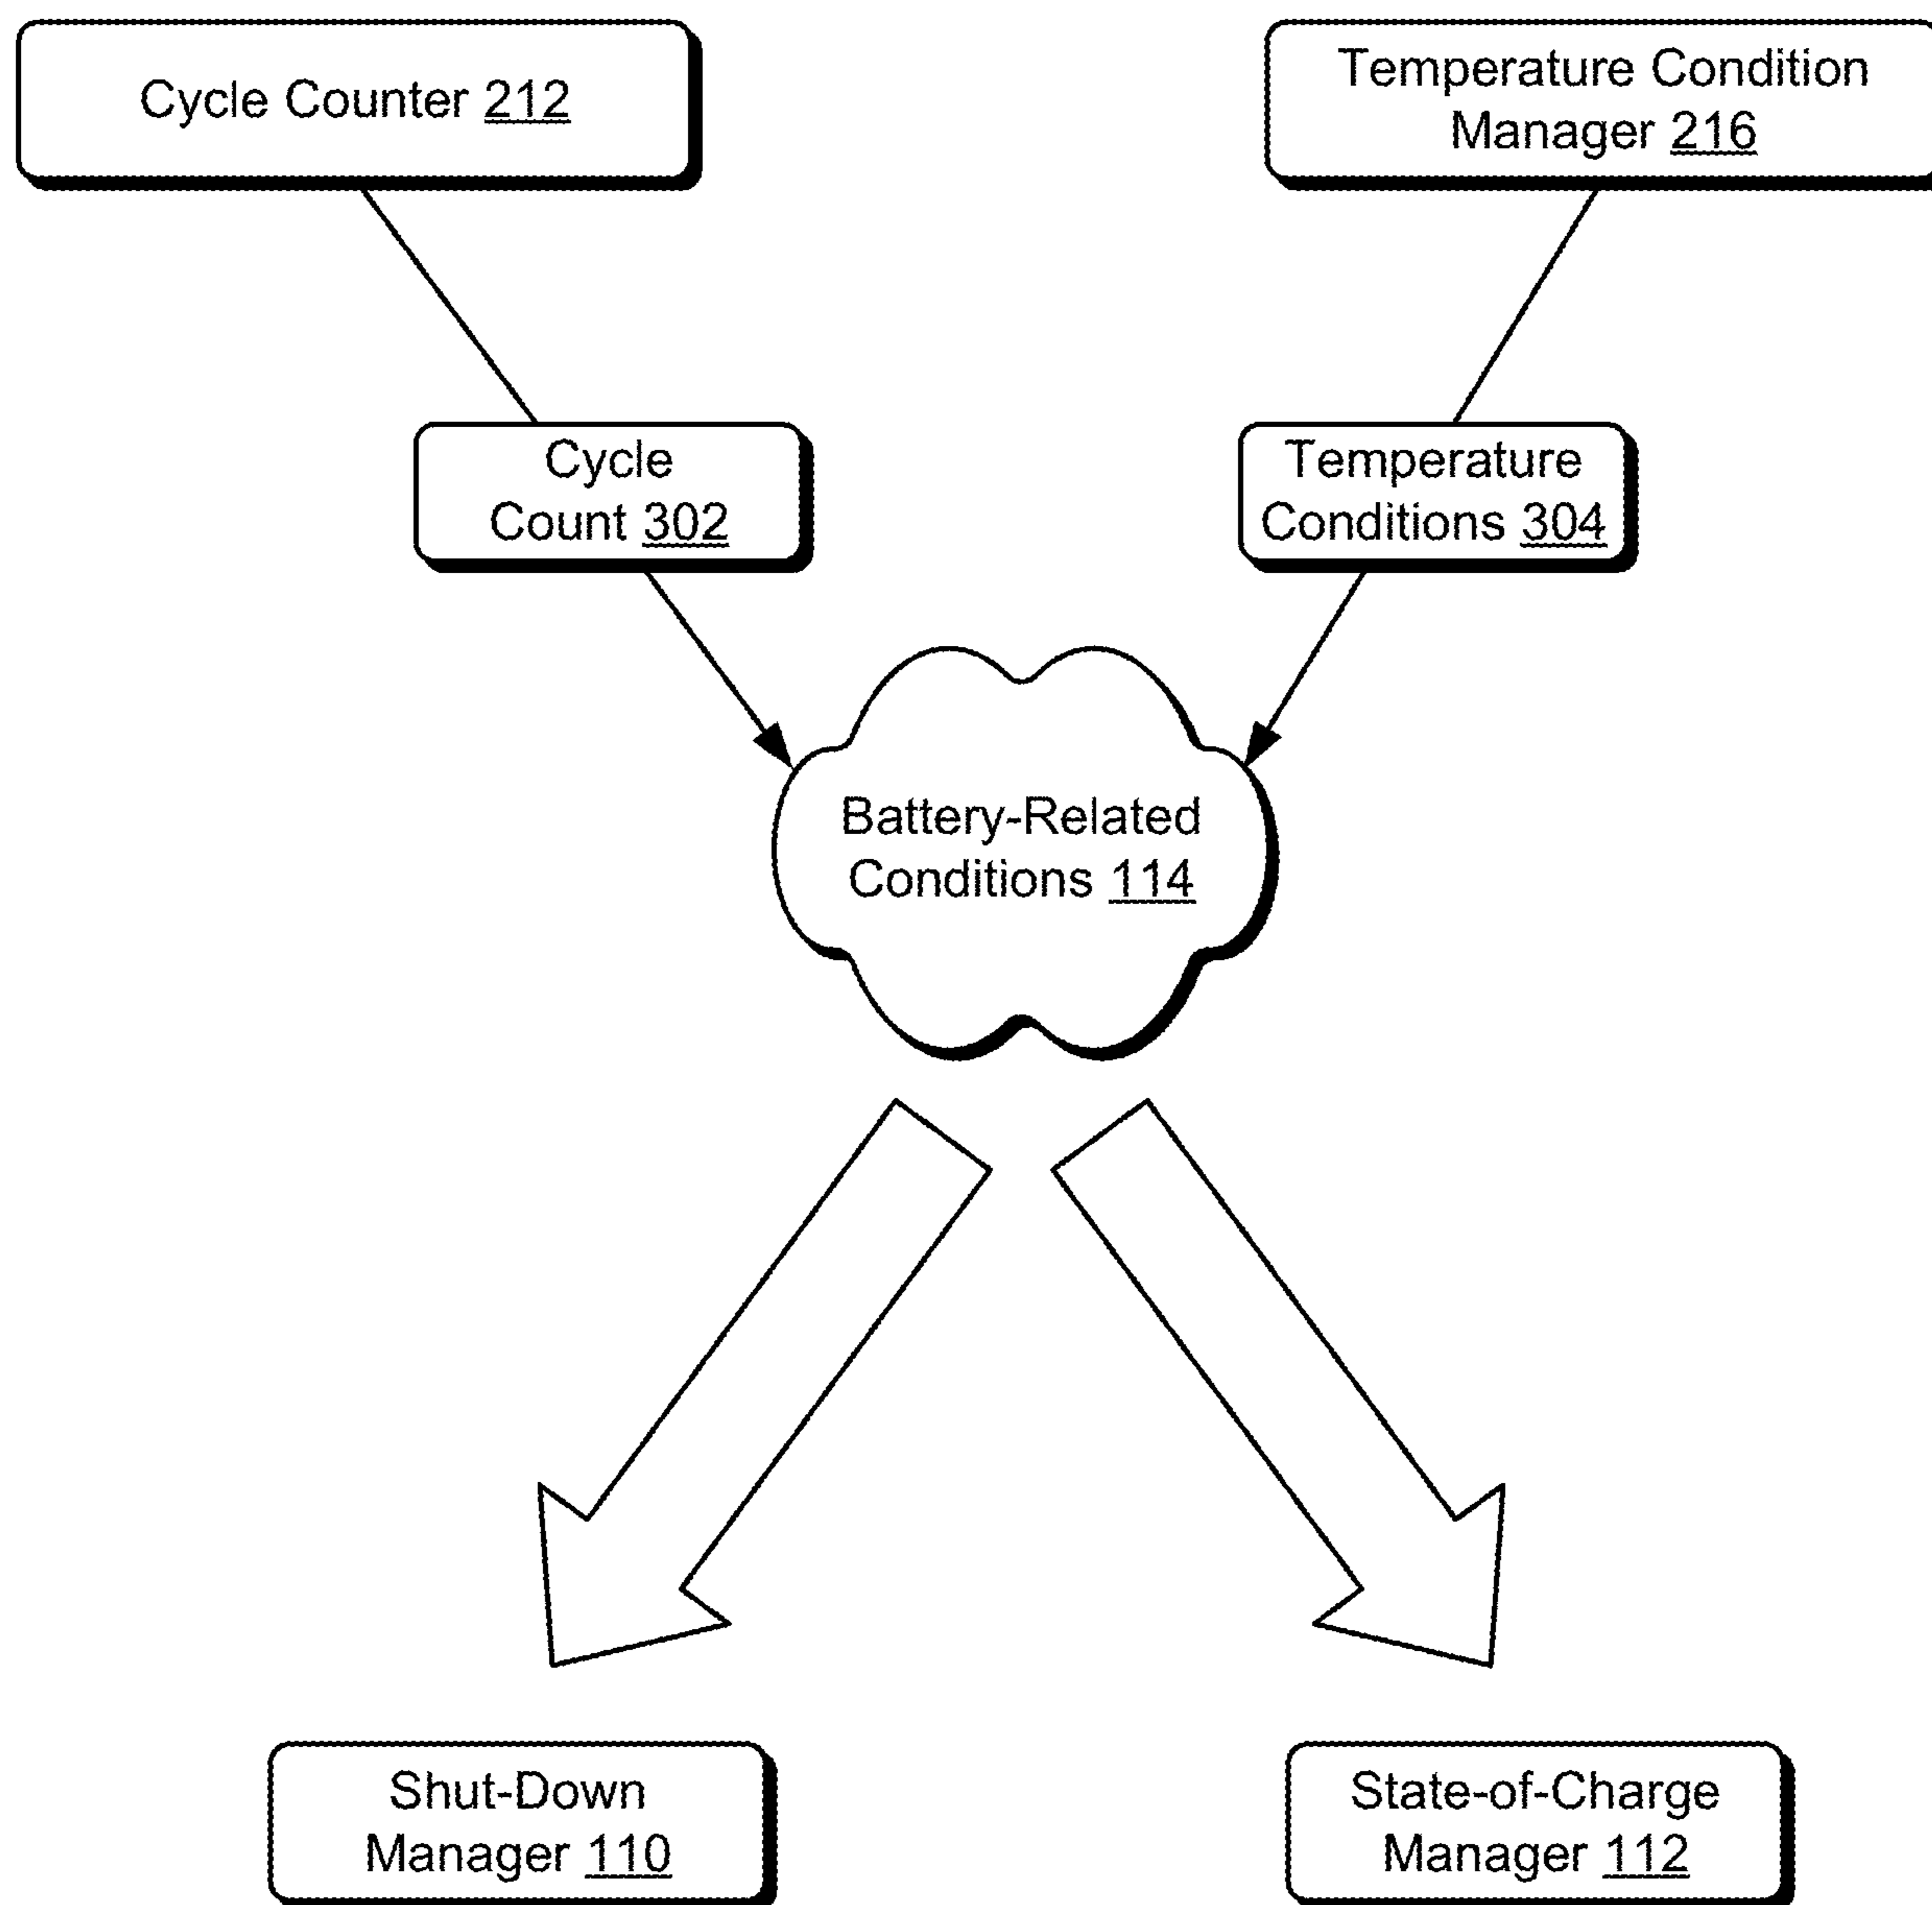 Cycle Counter 212
Temperature Condition
Manager 216
Cycle
Count 302
Temperature
Conditions 304
Battery-Related
Conditions 114
Shut-Down
Manager 110
State-of-Charge
Manager 112